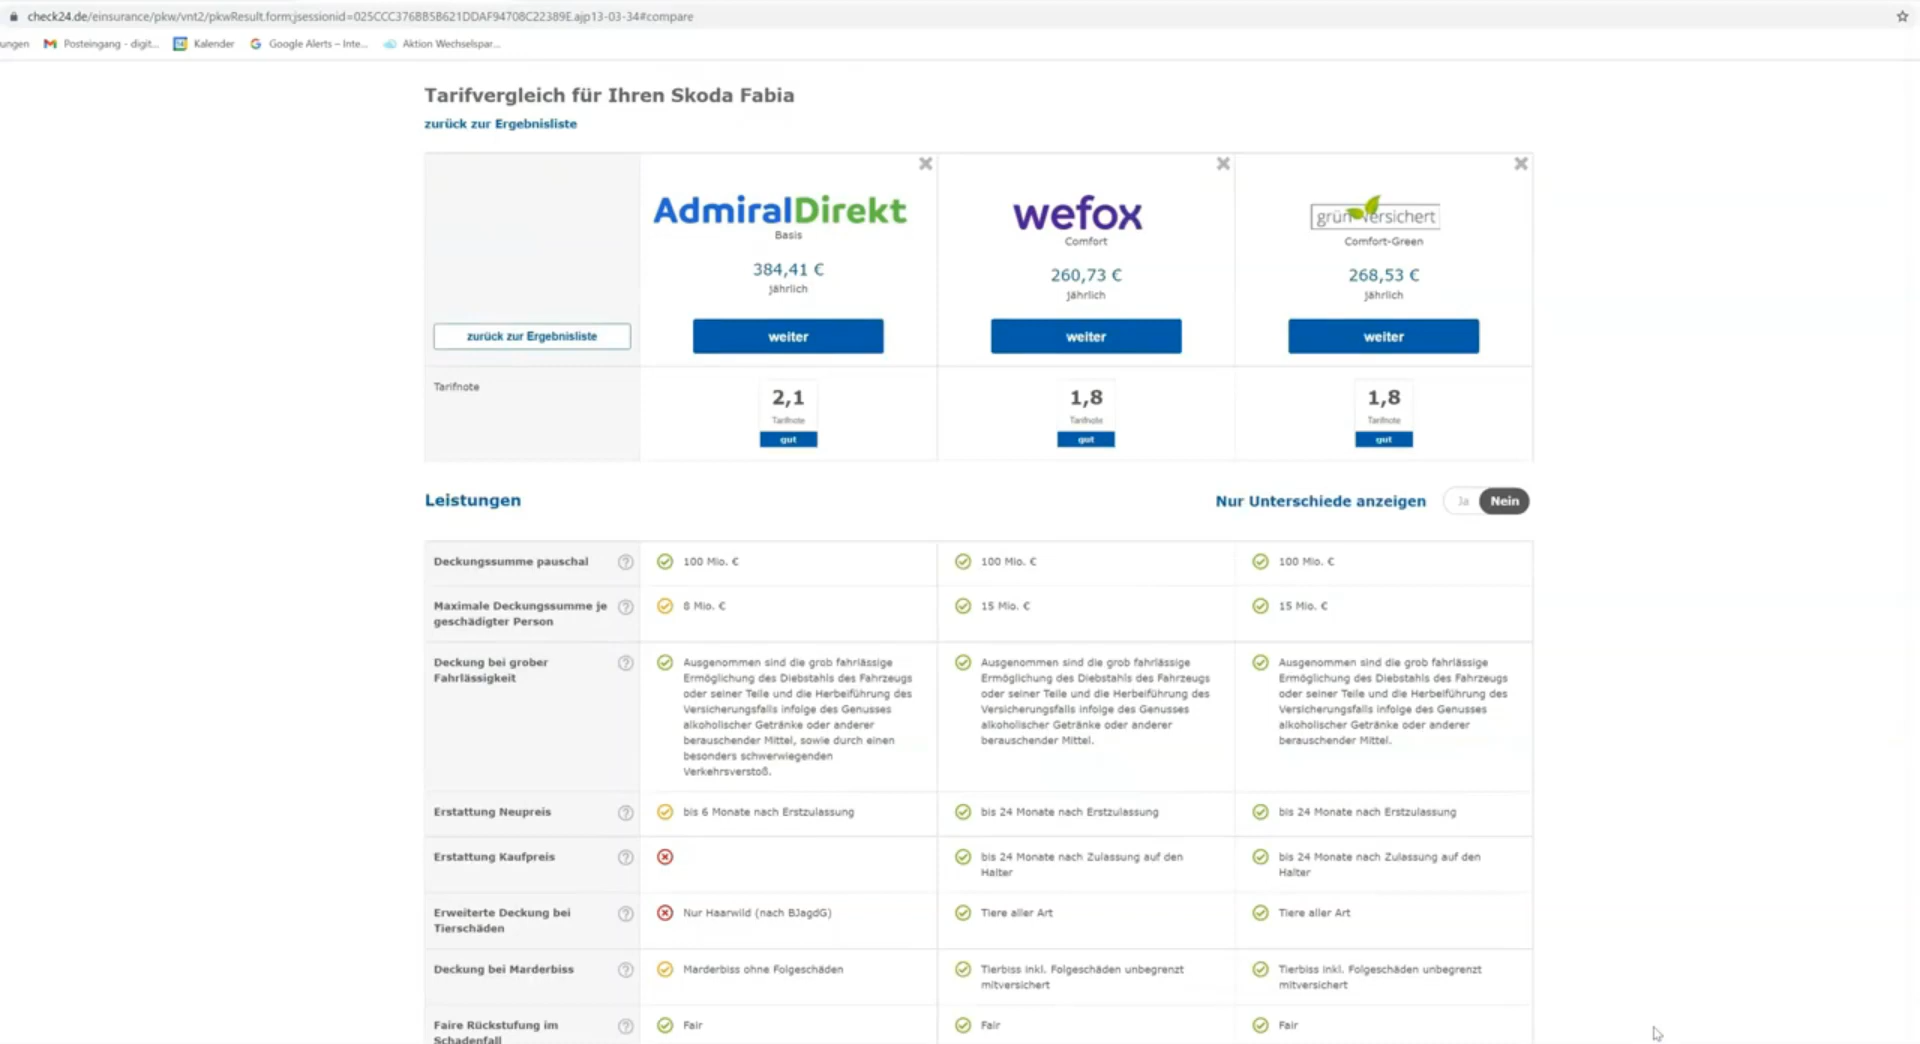 check24.de/einsurance/pkw/vnt2/pkwResult.form;jsessionid=025CCC376BB5B621DDAF94708C22389E.ajp13-03-34#compare
ungen Posteingang - digit... Kalender Google Alerts – Inte... Aktion Wechselspar...
Tarifvergleich für Ihren Skoda Fabia
zurück zur Ergebnisliste
AdmiralDirekt
Basis
384,41 €
jährlich
weiter
wefox
Comfort
260,73 €
jährlich
weiter
grün versichert
Comfort-Green
268,53 €
jährlich
weiter
zurück zur Ergebnisliste
Tarifnote
2,1
Tarifnote
gut
1,8
Tarifnote
gut
1,8
Tarifnote
gut
Leistungen
Nur Unterschiede anzeigen Ja Nein
Deckungssumme pauschal ?
100 Mio. €
100 Mio. €
100 Mio. €
Maximale Deckungssumme je ?
geschädigter Person
8 Mio. €
15 Mio. €
15 Mio. €
Deckung bei grober ?
Fahrlässigkeit
Ausgenommen sind die grob fahrlässige
Ermöglichung des Diebstahls des Fahrzeugs
oder seiner Teile und die Herbeiführung des
Versicherungsfalls infolge des Genusses
alkoholischer Getränke oder anderer
berauschender Mittel, sowie durch einen
besonders schwerwiegenden
Verkehrsverstoß.
Ausgenommen sind die grob fahrlässige
Ermöglichung des Diebstahls des Fahrzeugs
oder seiner Teile und die Herbeiführung des
Versicherungsfalls infolge des Genusses
alkoholischer Getränke oder anderer
berauschender Mittel.
Ausgenommen sind die grob fahrlässige
Ermöglichung des Diebstahls des Fahrzeugs
oder seiner Teile und die Herbeiführung des
Versicherungsfalls infolge des Genusses
alkoholischer Getränke oder anderer
berauschender Mittel.
Erstattung Neupreis ?
bis 6 Monate nach Erstzulassung
bis 24 Monate nach Erstzulassung
bis 24 Monate nach Erstzulassung
Erstattung Kaufpreis ?
bis 24 Monate nach Zulassung auf den
Halter
bis 24 Monate nach Zulassung auf den
Halter
Erweiterte Deckung bei ?
Tierschäden
Nur Haarwild (nach BJagdG)
Tiere aller Art
Tiere aller Art
Deckung bei Marderbiss ?
Marderbiss ohne Folgeschäden
Tierbiss inkl. Folgeschäden unbegrenzt
mitversichert
Tierbiss inkl. Folgeschäden unbegrenzt
mitversichert
Faire Rückstufung im ?
Schadenfall
Fair
Fair
Fair